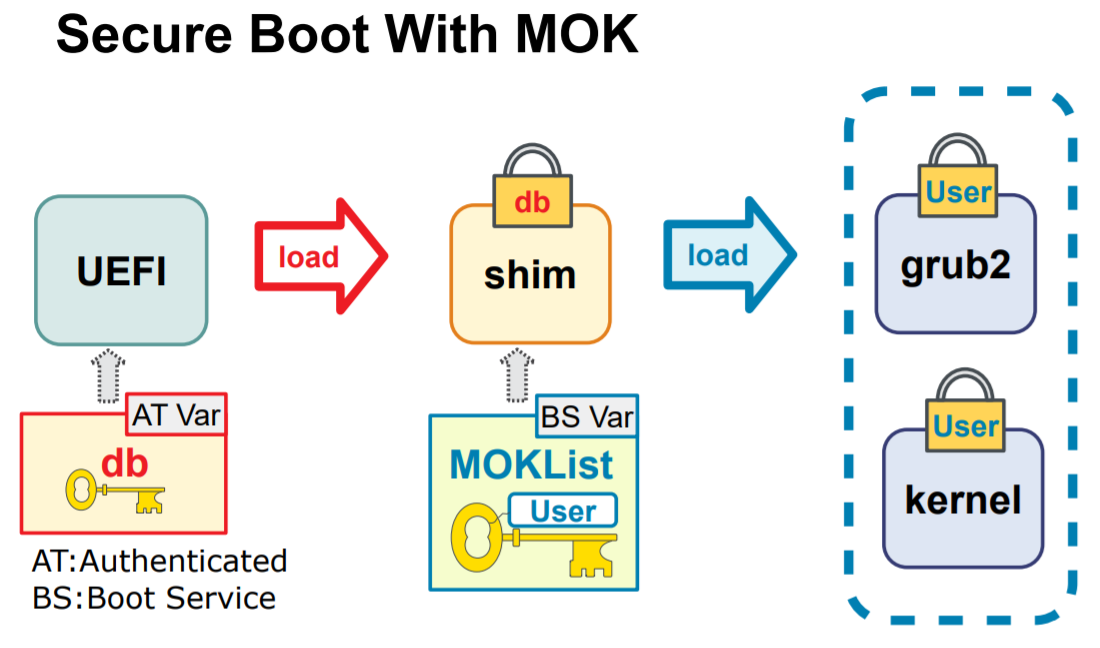 Secure Boot With MOK
UEFI
load
db
shim
load
User
grub2
User
kernel
AT Var
db
BS Var
MOKList
User
AT:Authenticated
BS:Boot Service